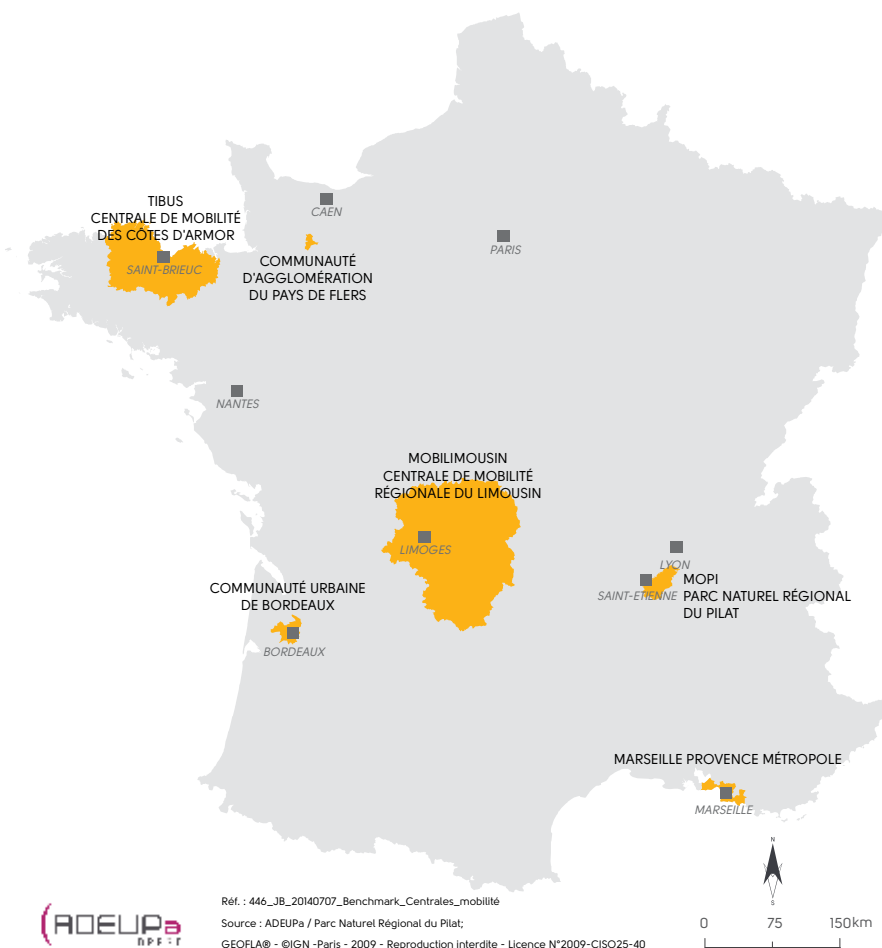 TIBUS
CENTRALE DE MOBILITÉ
DES CÔTES D'ARMOR
SAINT-BRIEUC
CAEN
COMMUNAUTÉ
D'AGGLOMÉRATION
DU PAYS DE FLERS
PARIS
NANTES
MOBILIMOUSIN
CENTRALE DE MOBILITÉ
RÉGIONALE DU LIMOUSIN
LIMOGES
LYON
SAINT-ETIENNE
MOPI
PARC NATUREL RÉGIONAL
DU PILAT
COMMUNAUTÉ URBAINE
DE BORDEAUX
BORDEAUX
MARSEILLE PROVENCE MÉTROPOLE
MARSEILLE
N
S
0 75 150km
ADEUPa
Réf. : 446_JB_20140707_Benchmark_Centrales_mobilité
Source : ADEUPa / Parc Naturel Régional du Pilat;
GEOFLA® - ©IGN -Paris - 2009 - Reproduction interdite - Licence N°2009-CISO25-40